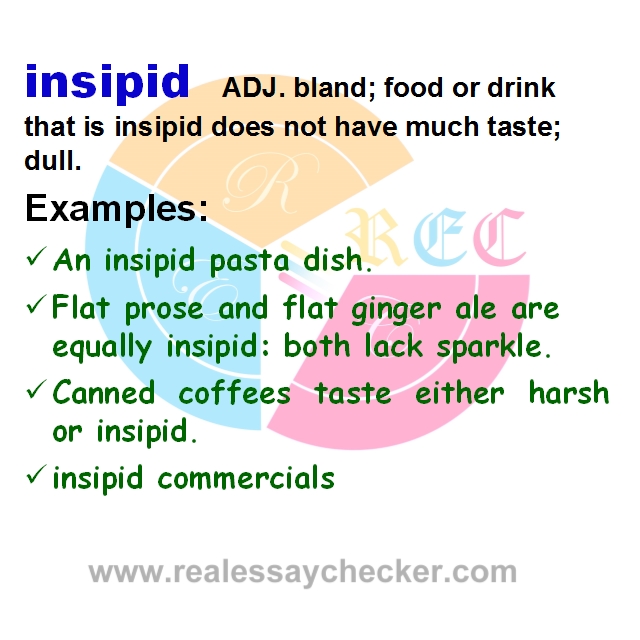 insipid ADJ. bland; food or drink
that is insipid does not have much taste;
dull.
Examples:
R
REC
✓ An insipid pasta dish.
✓ Flat prose and flat ginger ale are
equally insipid: both lack sparkle.
E
C
✓ Canned coffees taste either harsh
or insipid.
✓ insipid commercials
www.realessaychecker.com